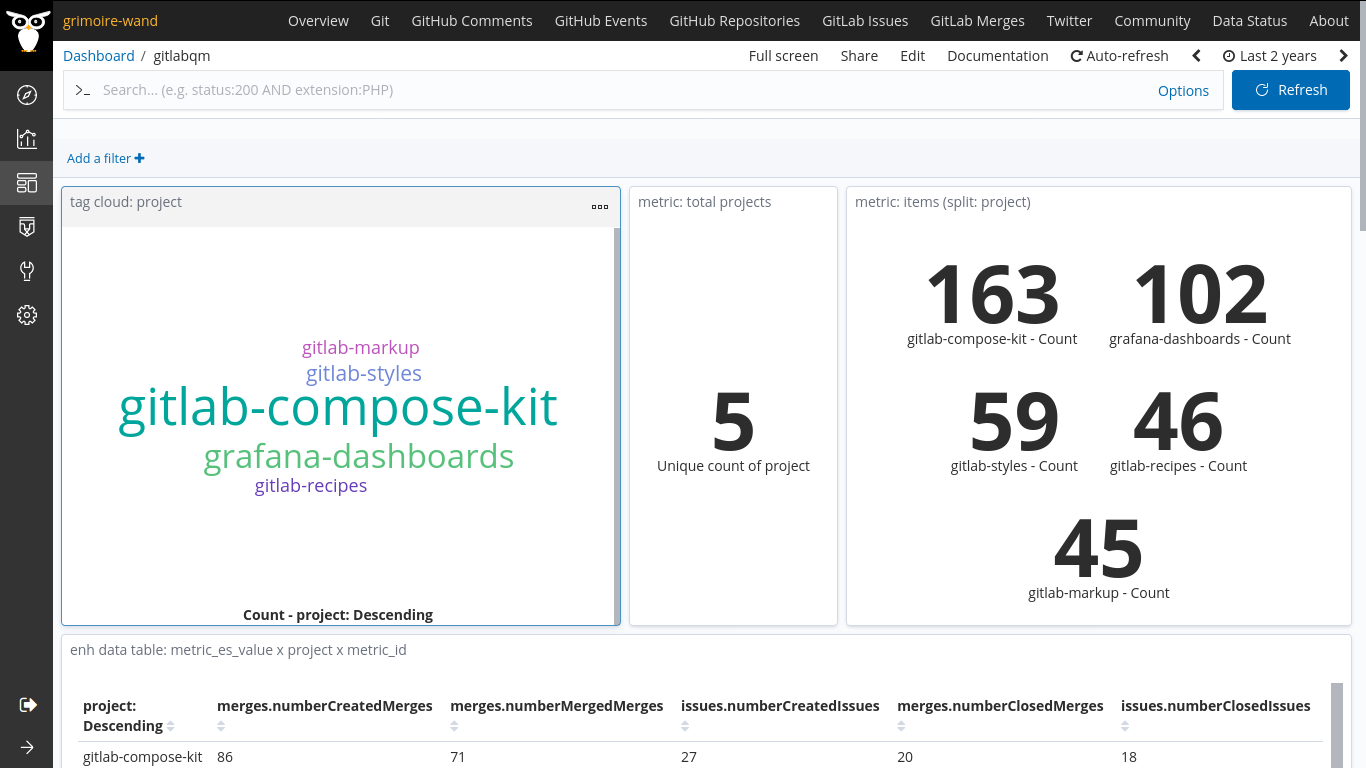 grimoire-wand Overview Git GitHub Comments GitHub Events GitHub Repositories GitLab Issues GitLab Merges Twitter Community Data Status About
Dashboard / gitlabqm Full screen Share Edit Documentation Auto-refresh Last 2 years
>_ Search... (e.g. status:200 AND extension:PHP) Options Refresh
Add a filter
tag cloud: project
gitlab-markup
gitlab-styles
gitlab-compose-kit
grafana-dashboards
gitlab-recipes
Count - project: Descending
metric: total projects
5
Unique count of project
metric: items (split: project)
163 102
gitlab-compose-kit - Count grafana-dashboards - Count
59 46
gitlab-styles - Count gitlab-recipes - Count
45
gitlab-markup - Count
enh data table: metric_es_value x project x metric_id
project: merges.numberCreatedMerges merges.numberMergedMerges issues.numberCreatedIssues merges.numberClosedMerges issues.numberClosedIssues
Descending
gitlab-compose-kit 86 71 27 20 18